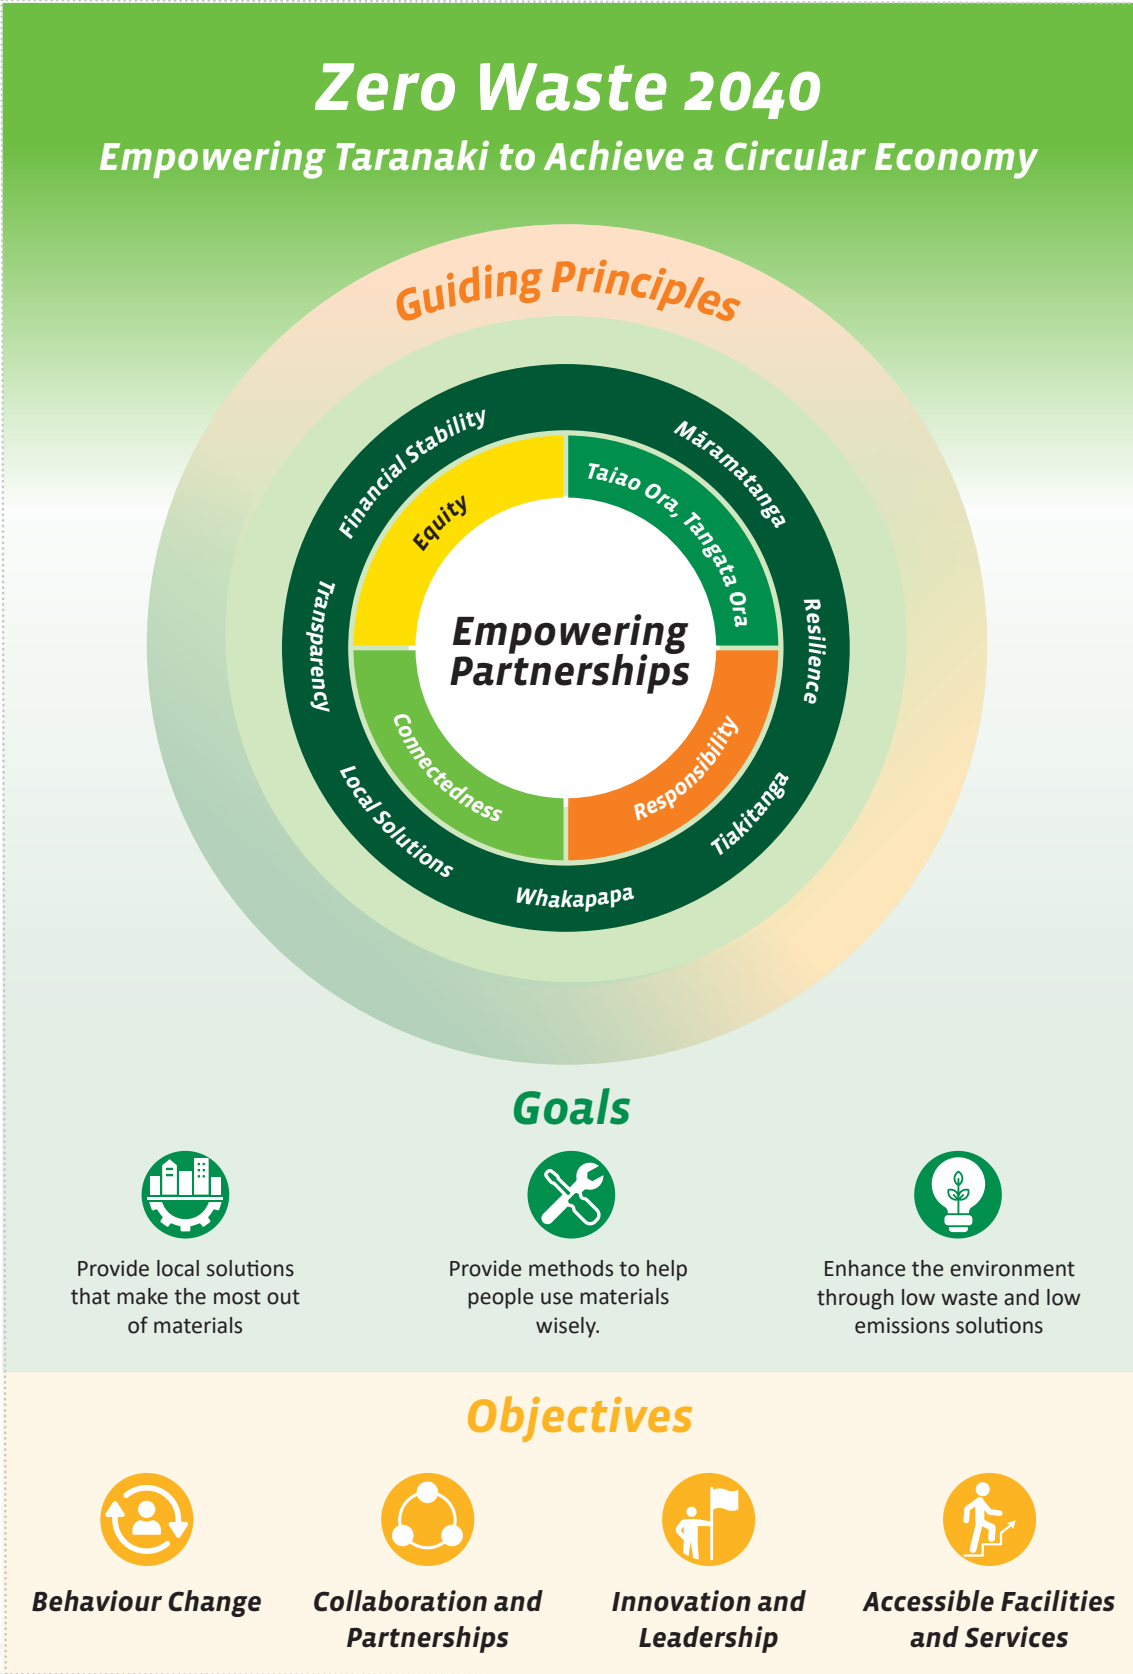 Zero Waste 2040
Empowering Taranaki to Achieve a Circular Economy
Guiding Principles
Financial Stability
Māramatanga
Resilience
Tiakitanga
Whakapapa
Local Solutions
Transparency
Equity
Taiao Ora, Tangata Ora
Responsibility
Connectedness
Empowering
Partnerships
Goals
Provide local solutions
that make the most out
of materials
Provide methods to help
people use materials
wisely.
Enhance the environment
through low waste and low
emissions solutions
Objectives
Behaviour Change
Collaboration and
Partnerships
Innovation and
Leadership
Accessible Facilities
and Services